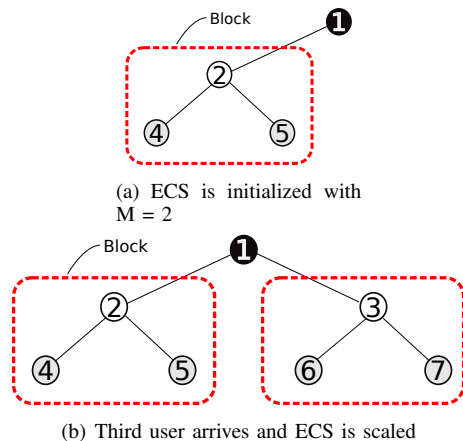 Block
1
2
4 5
(a) ECS is initialized with
M = 2
Block
1
2 3
4 5 6 7
(b) Third user arrives and ECS is scaled